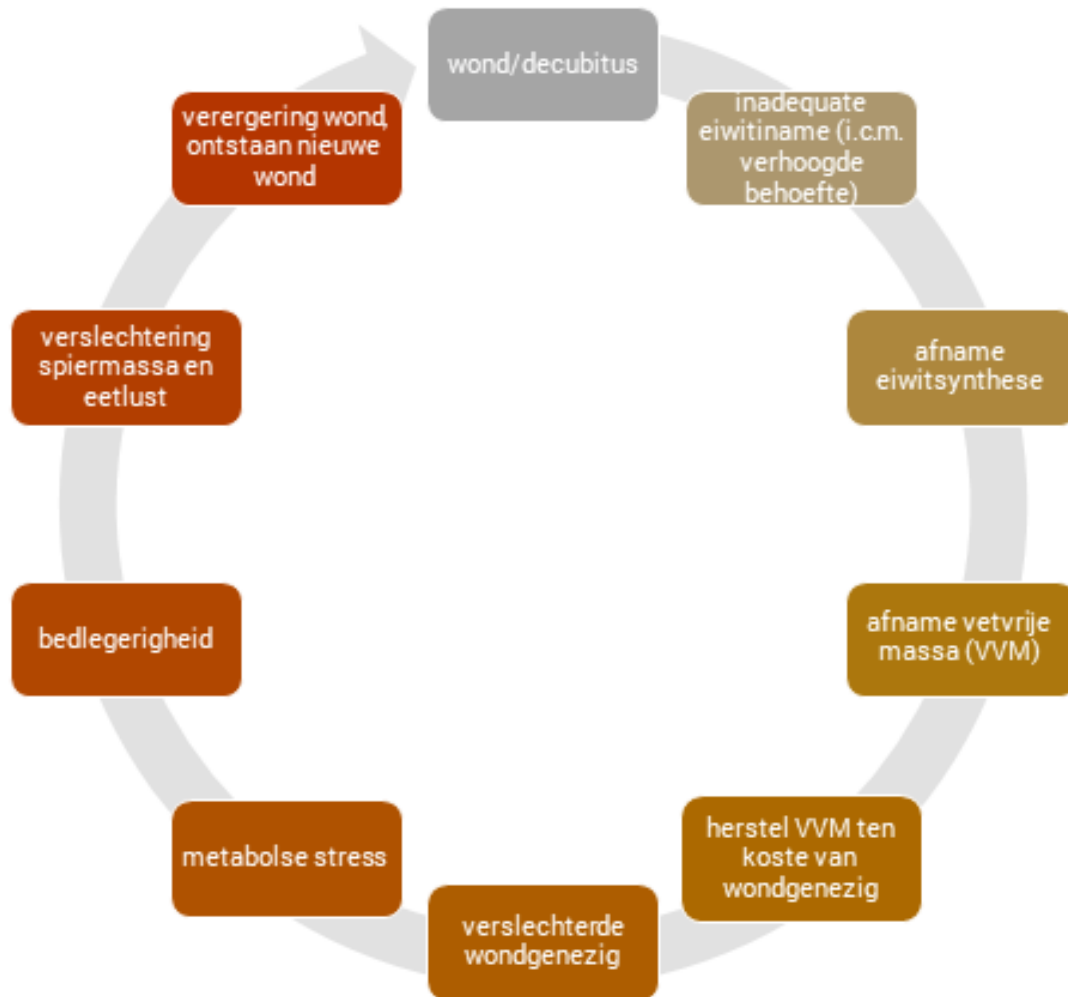 wond/decubitus
inadequate
eiwitiname (i.c.m.
verhoogde
behoefte)
afname
eiwitsynthese
afname vetvrije
massa (VVM)
herstel VVM ten
koste van
wondgenezig
verslechterde
wondgenezig
metabolse stress
bedlegerigheid
verslechtering
spiermassa en
eetlust
verergering wond,
ontstaan nieuwe
wond